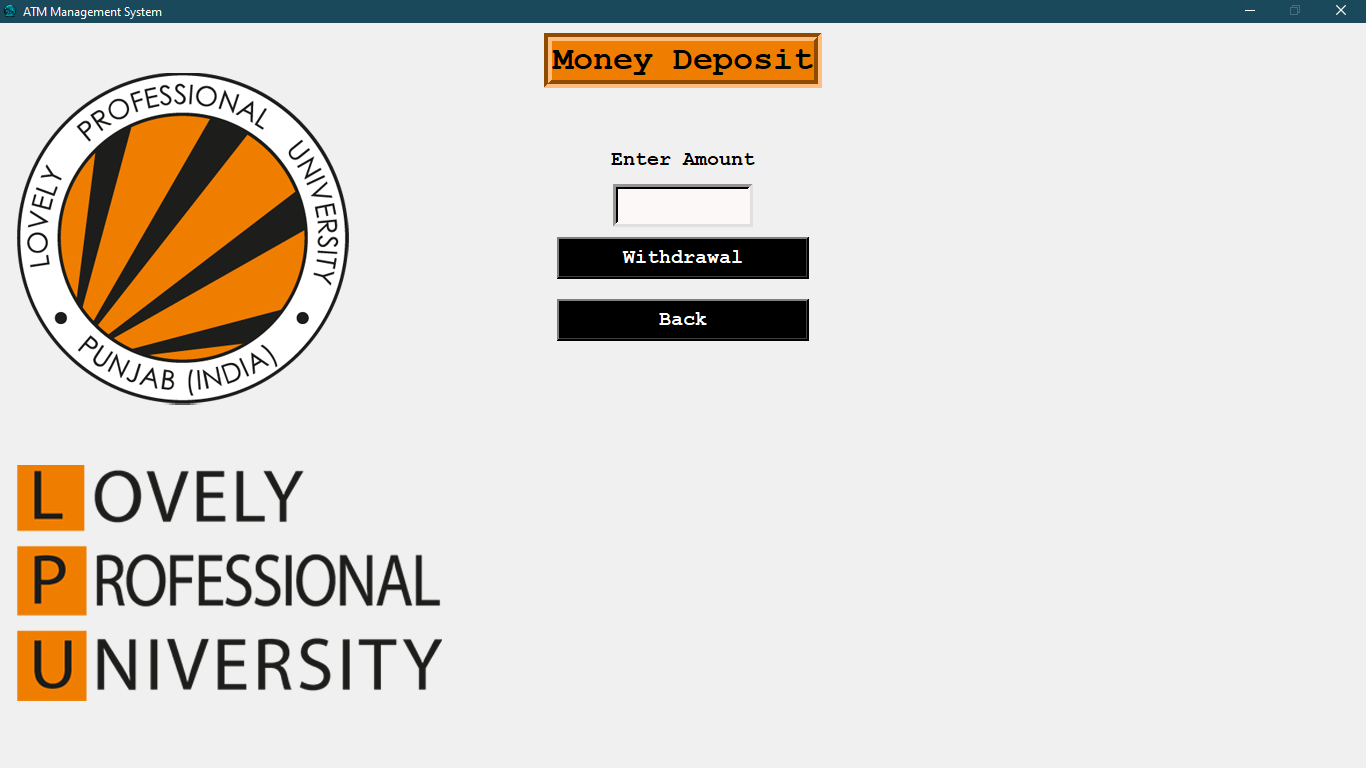 ATM Management System
Money Deposit
LOVELY PROFESSIONAL UNIVERSITY
PUNJAB (INDIA)
Enter Amount
Withdrawal
Back
LOVELY
PROFESSIONAL
UNIVERSITY